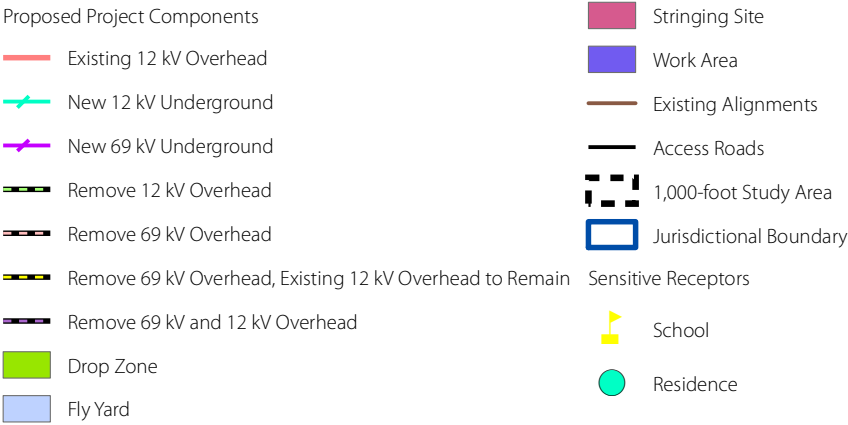 Proposed Project Components
Existing 12 kV Overhead
New 12 kV Underground
New 69 kV Underground
Remove 12 kV Overhead
Remove 69 kV Overhead
Remove 69 kV Overhead, Existing 12 kV Overhead to Remain
Remove 69 kV and 12 kV Overhead
Drop Zone
Fly Yard
Stringing Site
Work Area
Existing Alignments
Access Roads
1,000-foot Study Area
Jurisdictional Boundary
Sensitive Receptors
School
Residence